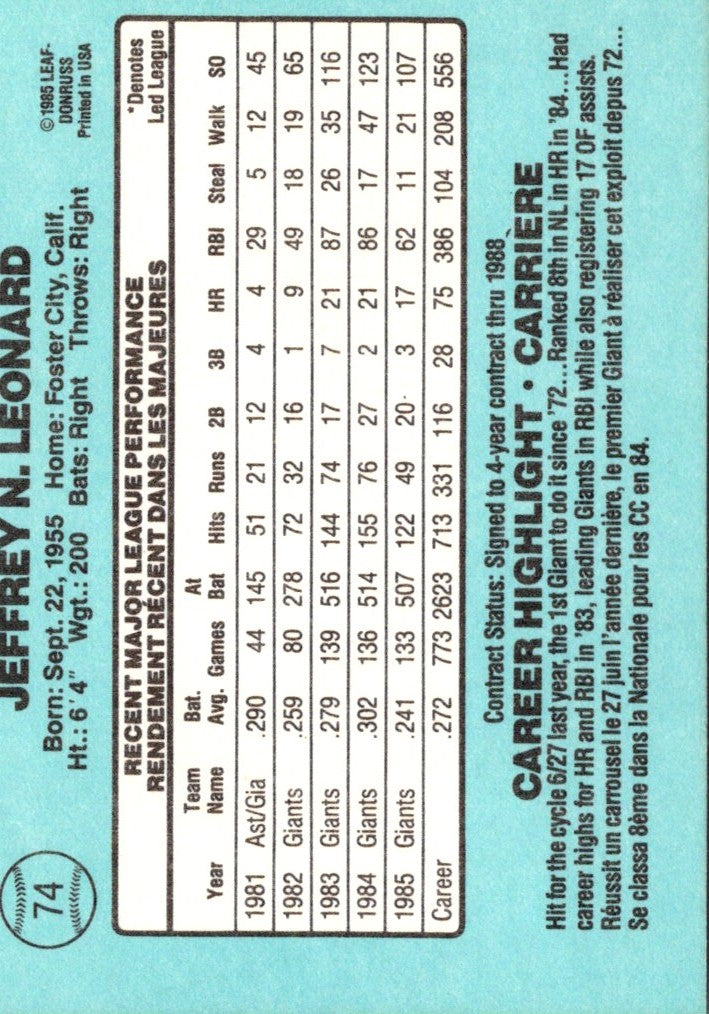 74
JEFFREY N. LEONARD
Born: Sept. 22, 1955 Home: Foster City, Calif.
Ht.: 6'4" Wgt.: 200 Bats: Right Throws: Right
© 1985 LEAF-
DONRUSS
Printed in USA
RECENT MAJOR LEAGUE PERFORMANCE
RENDEMENT RÉCENT DANS LES MAJEURES
*Denotes
Led League
Year Team Name Bat. Avg. Games At Bat Hits Runs 2B 3B HR RBI Steal Walk SO
1981 Ast/Gia .290 44 145 51 21 12 4 4 29 5 12 45
1982 Giants .259 80 278 72 32 16 1 9 49 18 19 65
1983 Giants .279 139 516 144 74 17 7 21 87 26 35 116
1984 Giants .302 136 514 155 76 27 2 21 86 17 47 123
1985 Giants .241 133 507 122 49 20 3 17 62 11 21 107
Career .272 773 2623 713 331 116 28 75 386 104 208 556
Contract Status: Signed to 4-year contract thru 1988
CAREER HIGHLIGHT • CARRIÈRE
Hit for the cycle 6/27 last year, the 1st Giant to do it since '72...Ranked 8th in NL in HR in '84...Had
career highs for HR and RBI in '83, leading Giants in RBI while also registering 17 OF assists.
Réussit un carrousel le 27 juin l'année dernière, le premier Giant à réaliser cet exploit depus 72...
Se classa 8ème dans la Nationale pour les CC en 84.